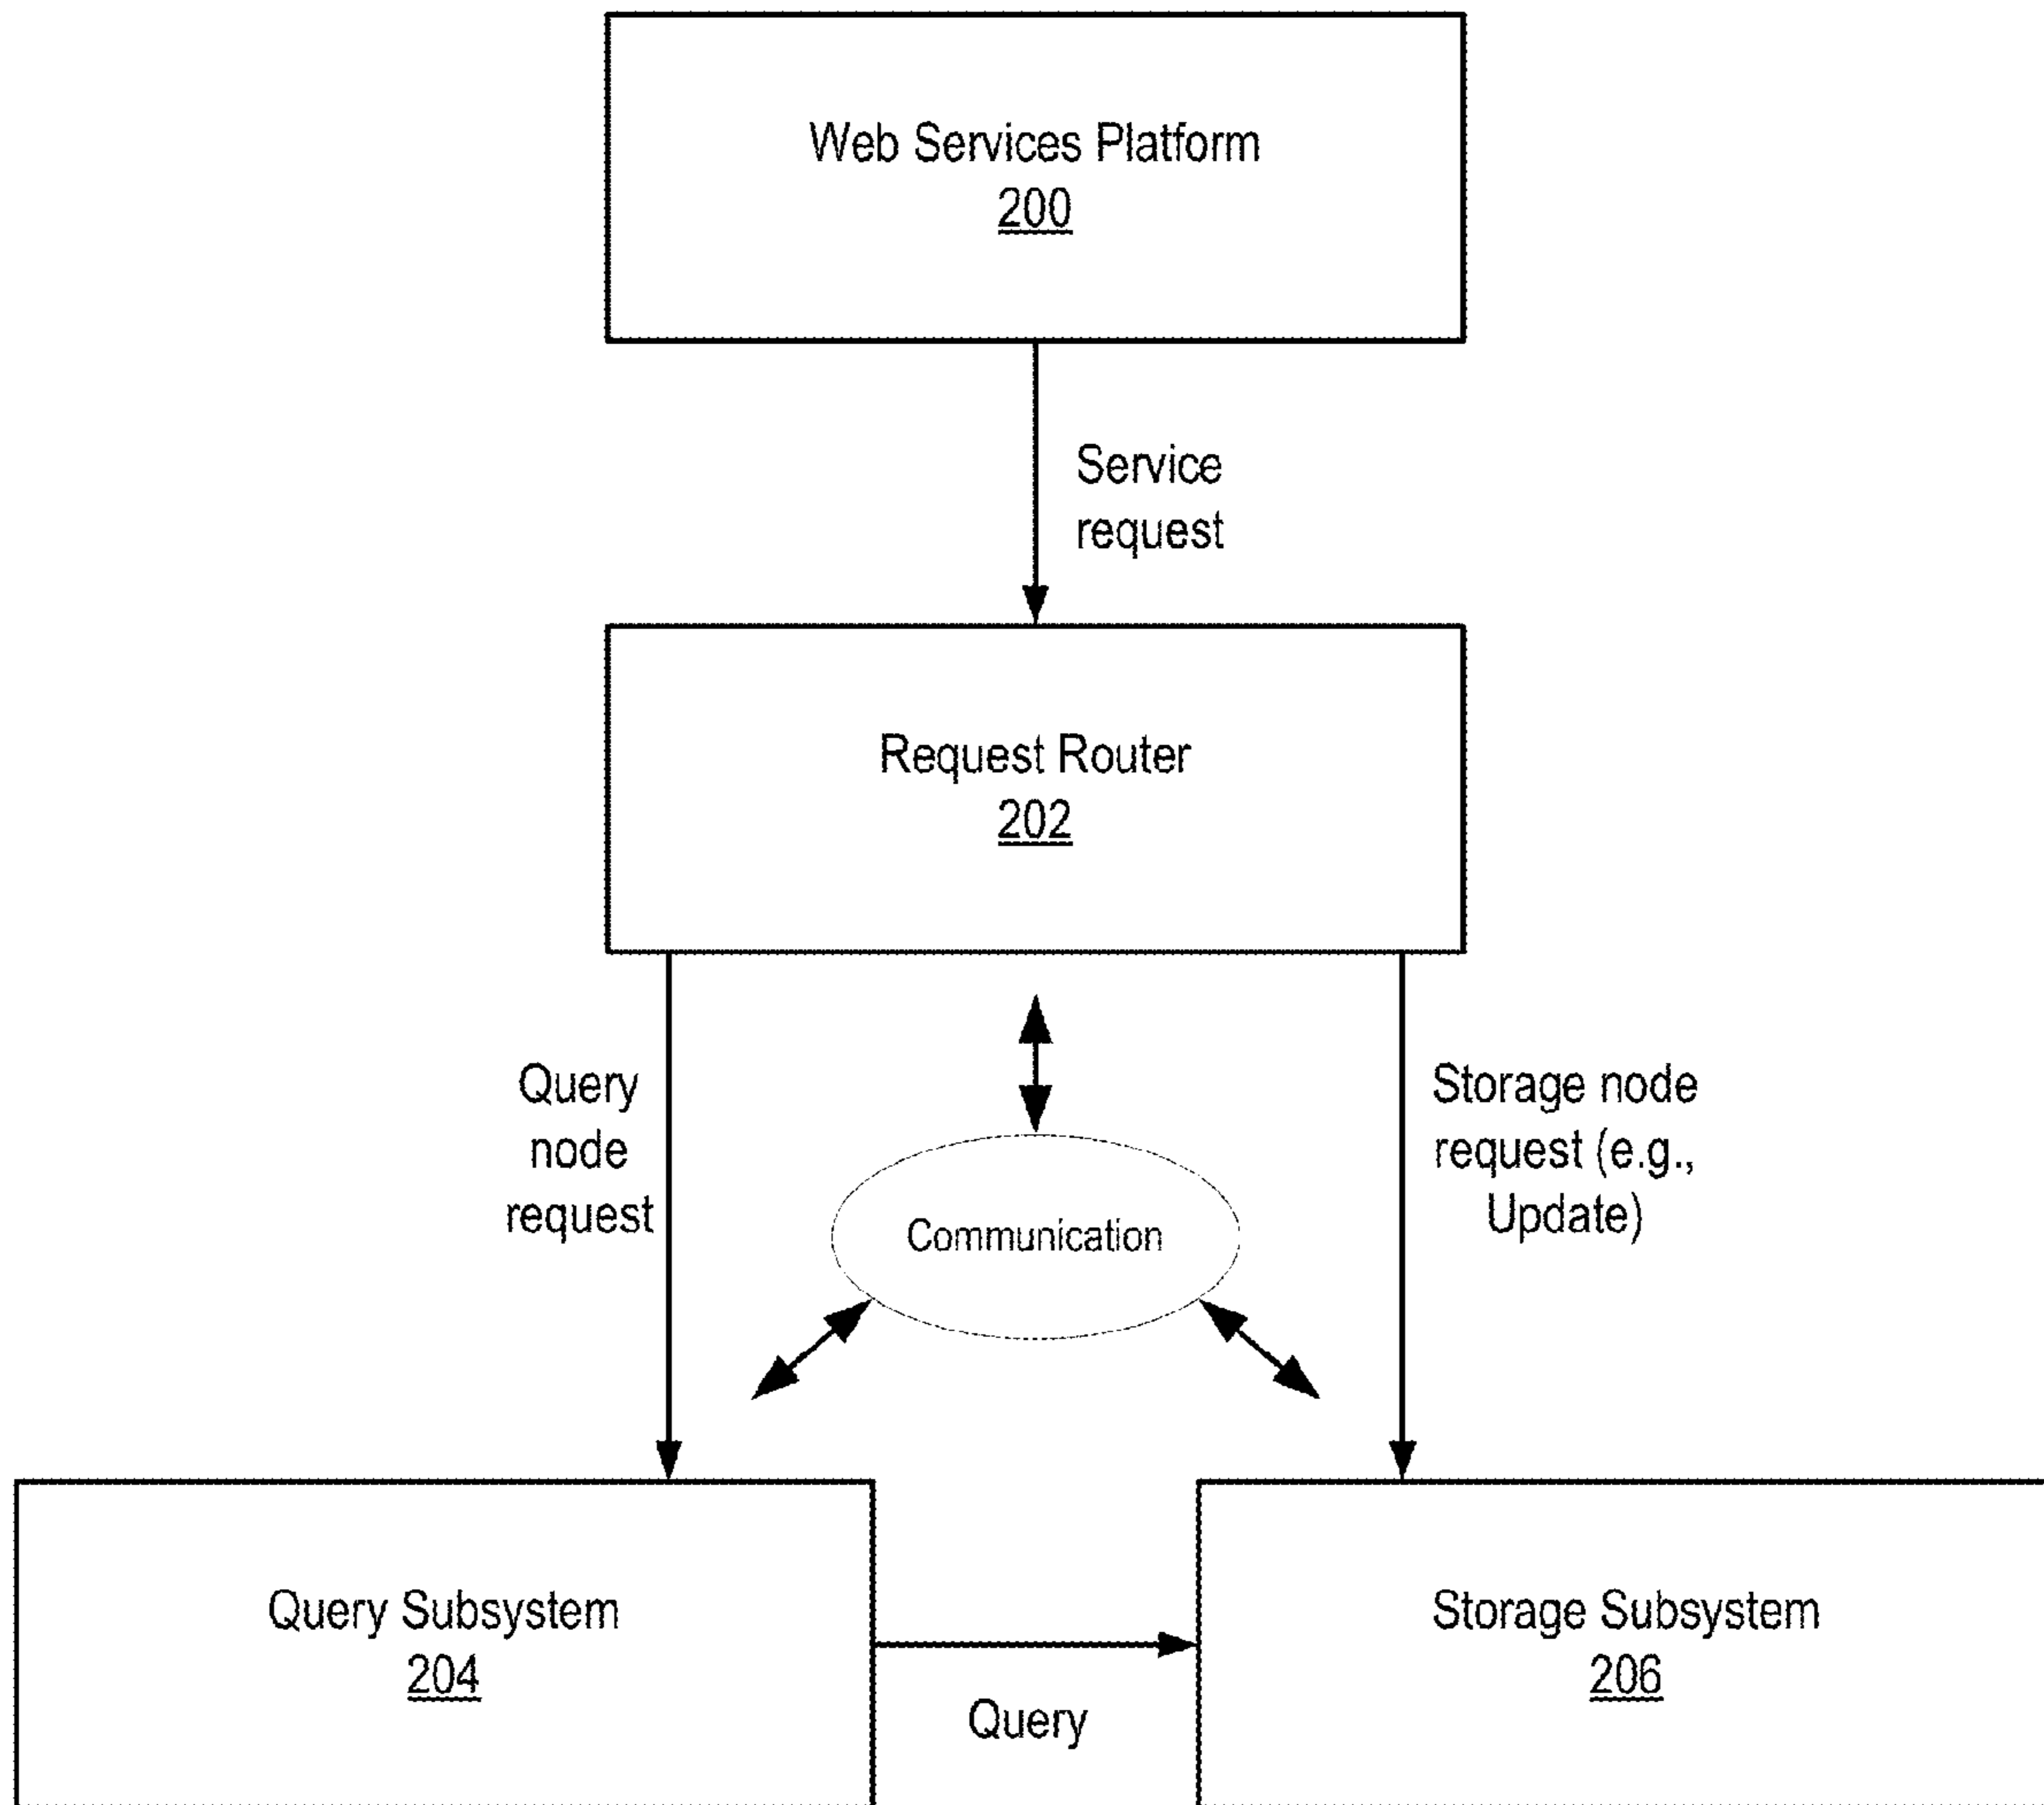 Web Services Platform
200
Service
request
Request Router
202
Query
node
request
Storage node
request (e.g.,
Update)
Communication
Query Subsystem
204
Query
Storage Subsystem
206